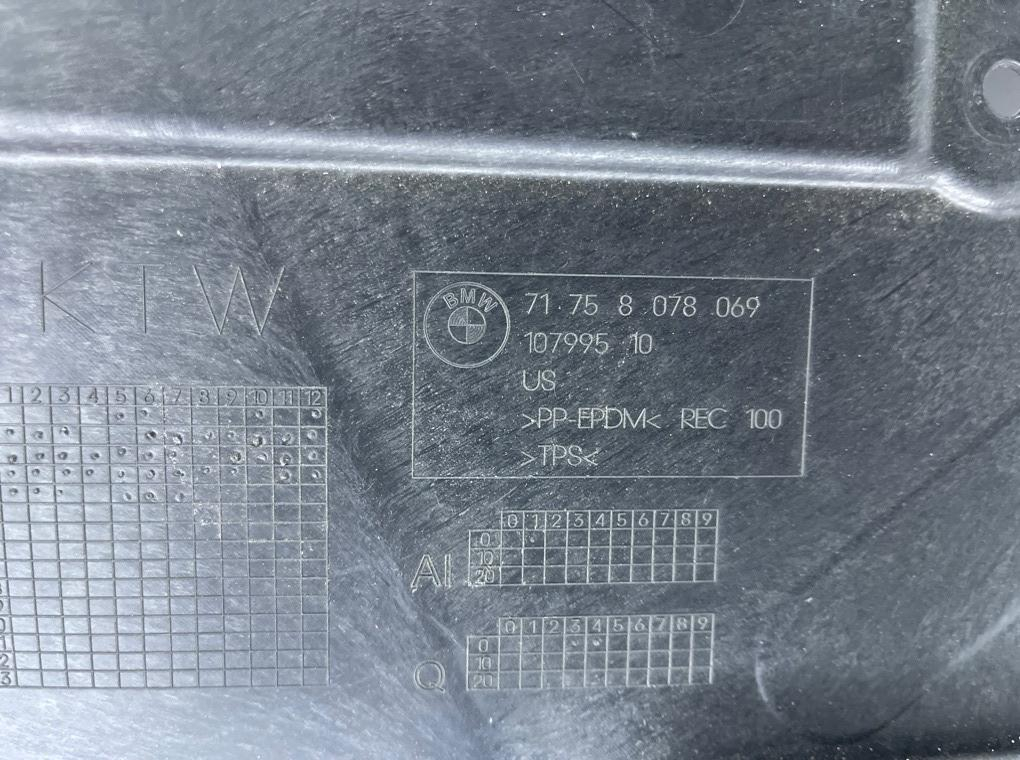 KTW
BMW
71 75 8 078 069
107995 10
US
>PP-EPDM< REC 100
>TPS<
1 2 3 4 5 6 7 8 9 10 11 12
0 1 2 3 4 5 6 7 8 9
0
10
AI 20
0 1 2 3 4 5 6 7 8 9
0
10
Q 20